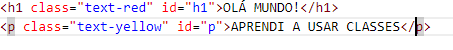 <h1 class="text-red" id="h1">OLÁ MUNDO!</h1>
<p class="text-yellow" id="p">APRENDI A USAR CLASSES</p>